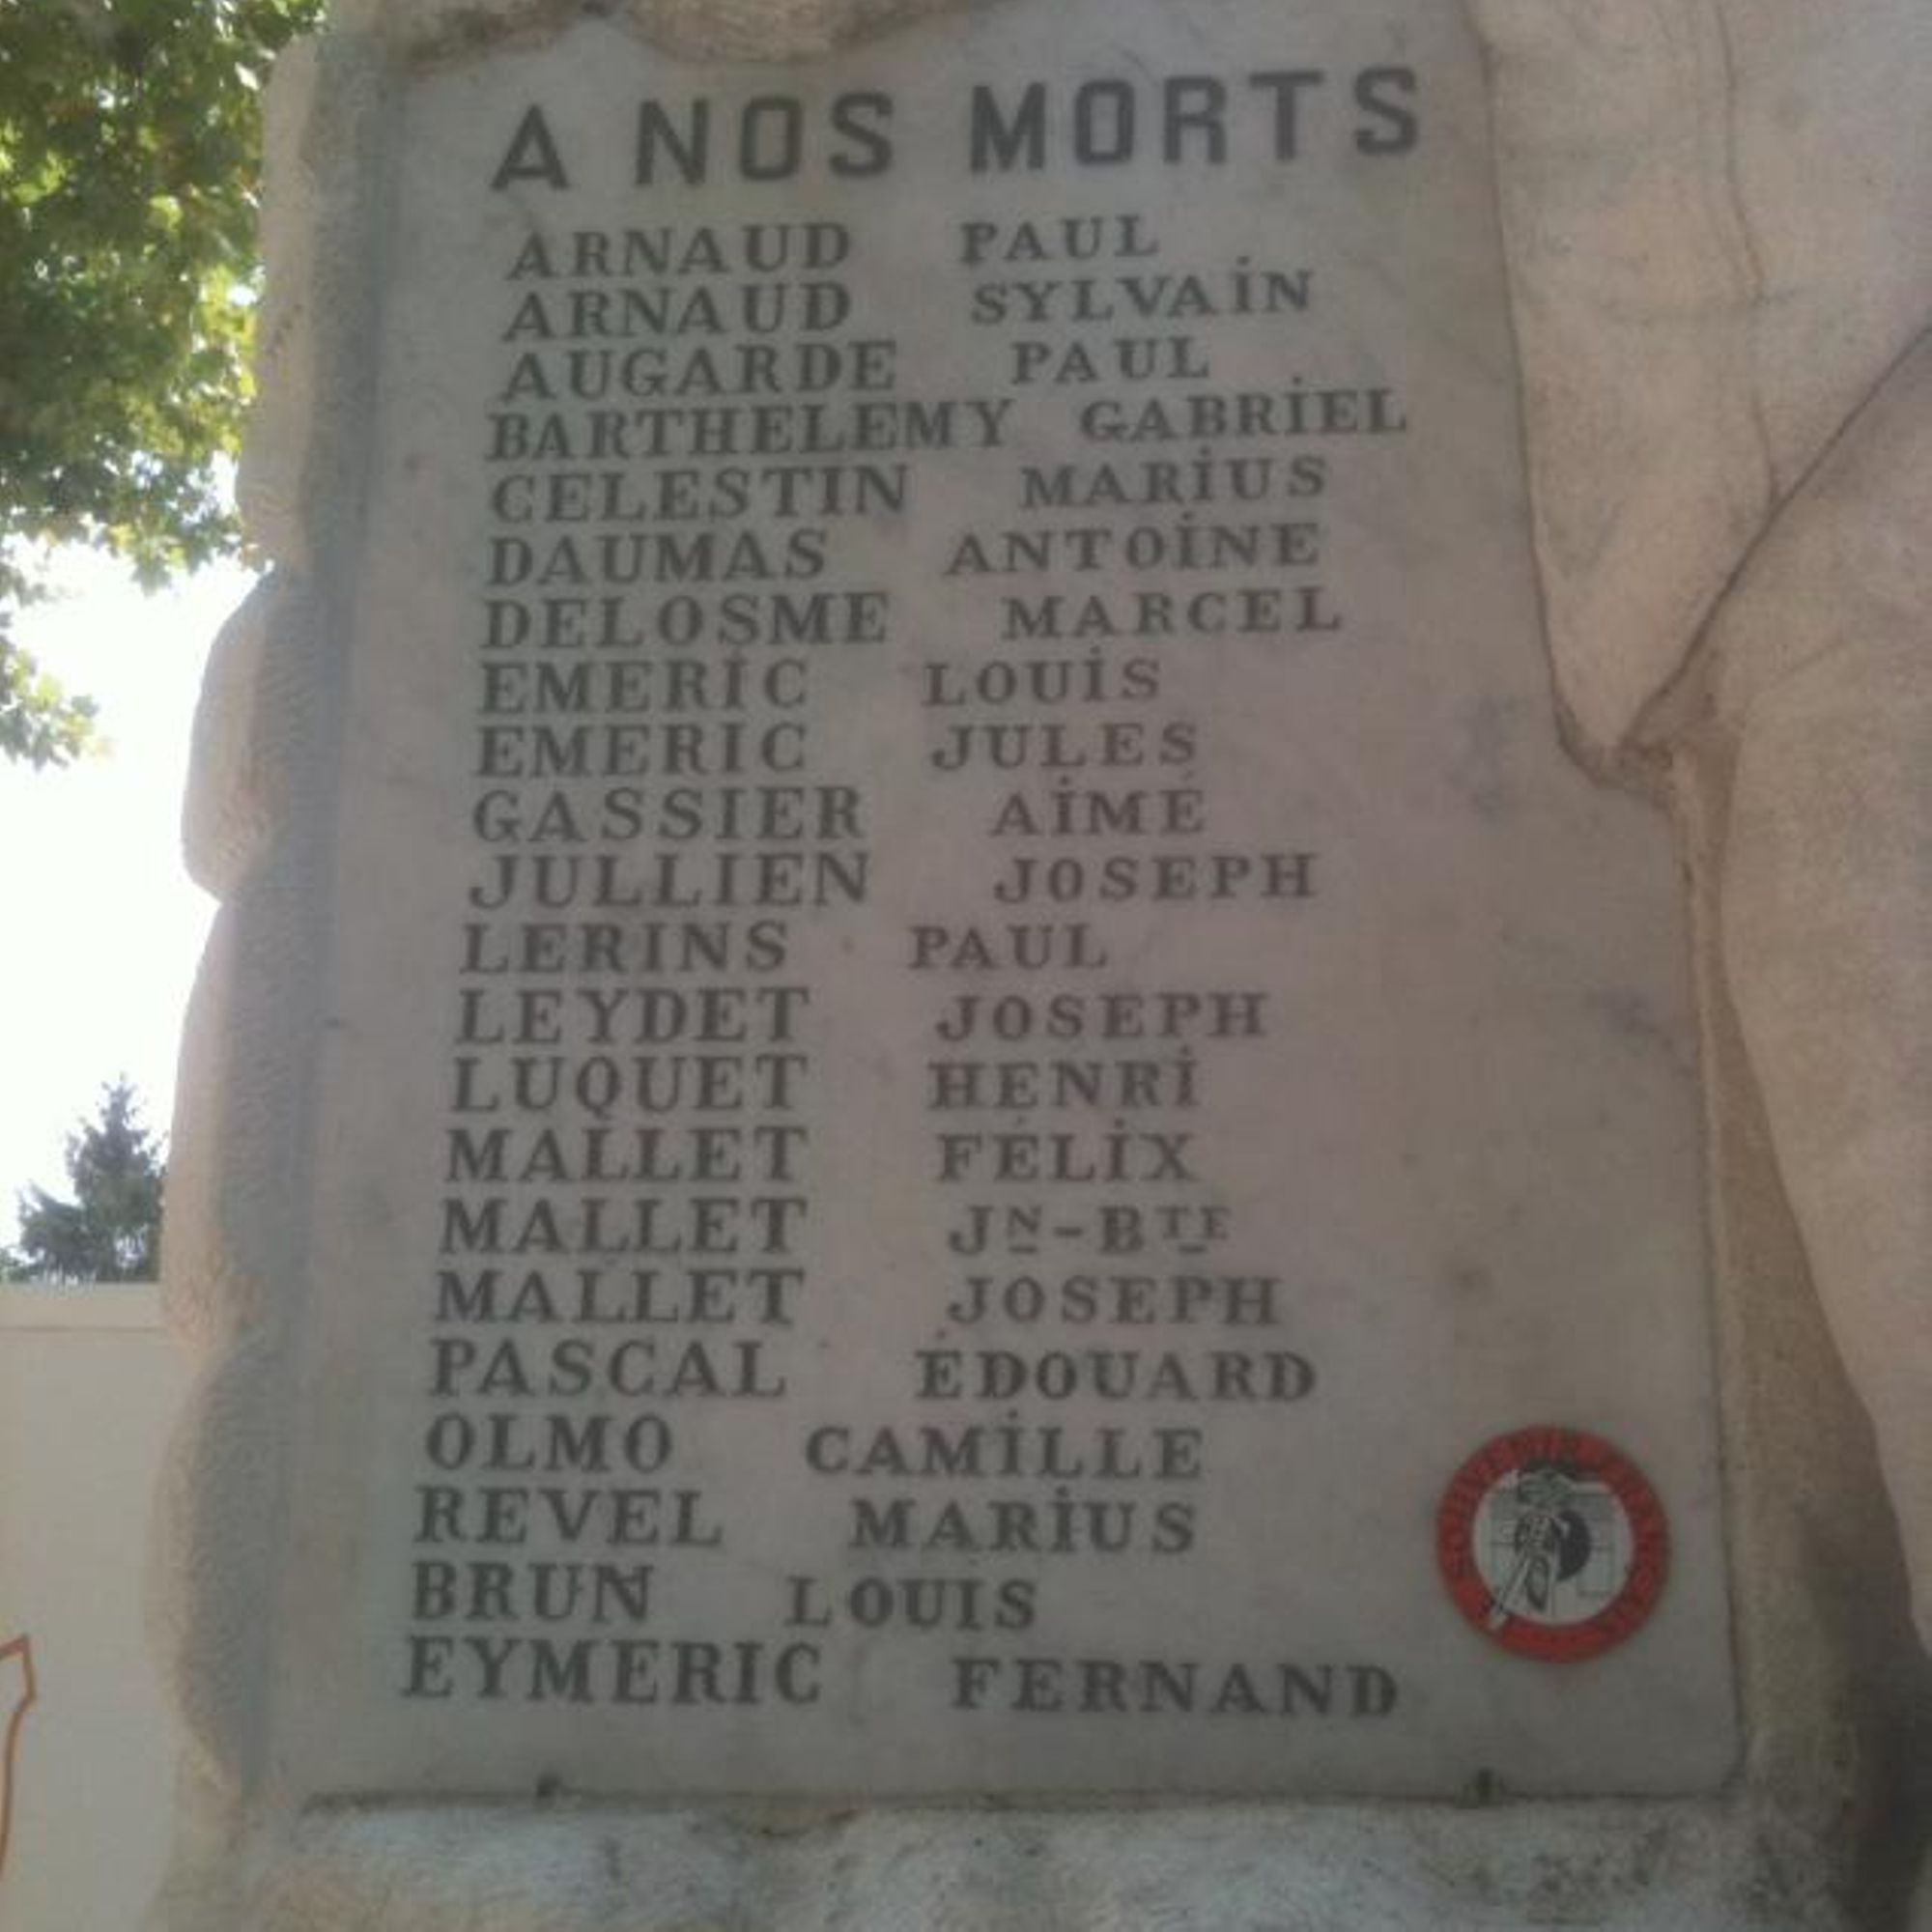 A NOS MORTS
ARNAUD PAUL
ARNAUD SYLVAIN
AUGARDE PAUL
BARTHELEMY GABRIEL
CELESTIN MARIUS
DAUMAS ANTOINE
DELOSME MARCEL
EMERIC LOUIS
EMERIC JULES
GASSIER AIMÉ
JULLIEN JOSEPH
LERINS PAUL
LEYDET JOSEPH
LUQUET HENRI
MALLET FÉLIX
MALLET JN-BTE
MALLET JOSEPH
PASCAL ÉDOUARD
OLMO CAMILLE
REVEL MARIUS
BRUN LOUIS
EYMERIC FERNAND